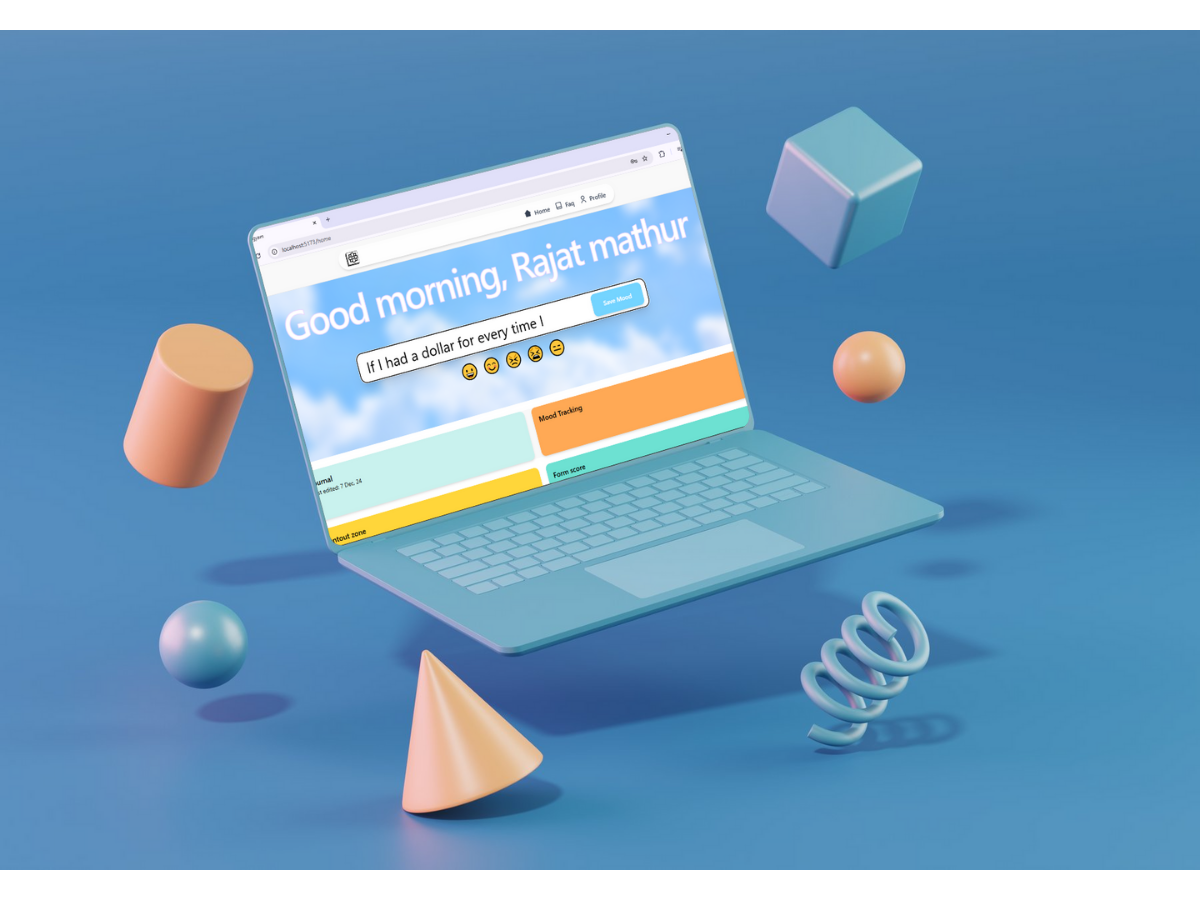 localhost:5173/home
Home Faq Profile
Good morning, Rajat mathur
If I had a dollar for every time I
Save Mood
Mood Tracking
urnal
t edited: 7 Dec, 24
Form score
ntout zone